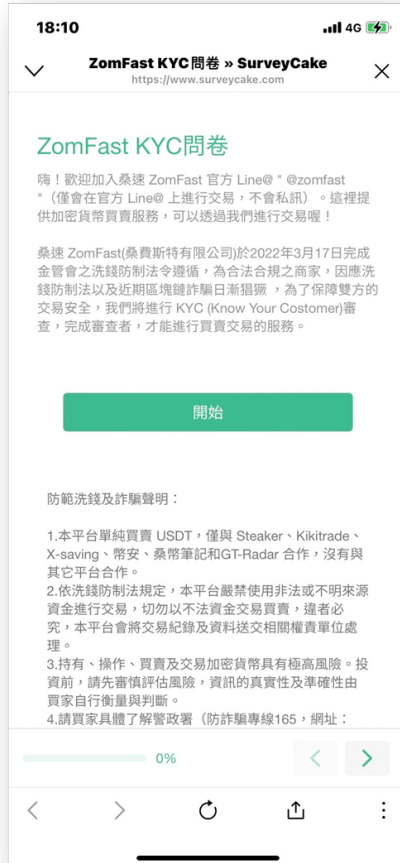 18:10
4G
ZomFast KYC問卷 » SurveyCake
https://www.surveycake.com
ZomFast KYC問卷
嗨！歡迎加入桑速 ZomFast 官方 Line@ " @zomfast
"（僅會在官方 Line@ 上進行交易，不會私訊）。這裡提
供加密貨幣買賣服務，可以透過我們進行交易喔！
桑速 ZomFast(桑費斯特有限公司)於2022年3月17日完成
金管會之洗錢防制法令遵循，為合法合規之商家，因應洗
錢防制法以及近期區塊鏈詐騙日漸猖獗 ，為了保障雙方的
交易安全，我們將進行 KYC (Know Your Costomer)審
查，完成審查者，才能進行買賣交易的服務。
開始
防範洗錢及詐騙聲明：
1.本平台單純買賣 USDT，僅與 Steaker、Kikitrade、
X-saving、幣安、桑幣筆記和GT-Radar 合作，沒有與
其它平台合作。
2.依洗錢防制法規定，本平台嚴禁使用非法或不明來源
資金進行交易，切勿以不法資金交易買賣，違者必
究，本平台會將交易紀錄及資料送交相關權責單位處
理。
3.持有、操作、買賣及交易加密貨幣具有極高風險。投
資前，請先審慎評估風險，資訊的真實性及準確性由
買家自行衡量與判斷。
4.請買家具體了解警政署（防詐騙專線165，網址：
0%